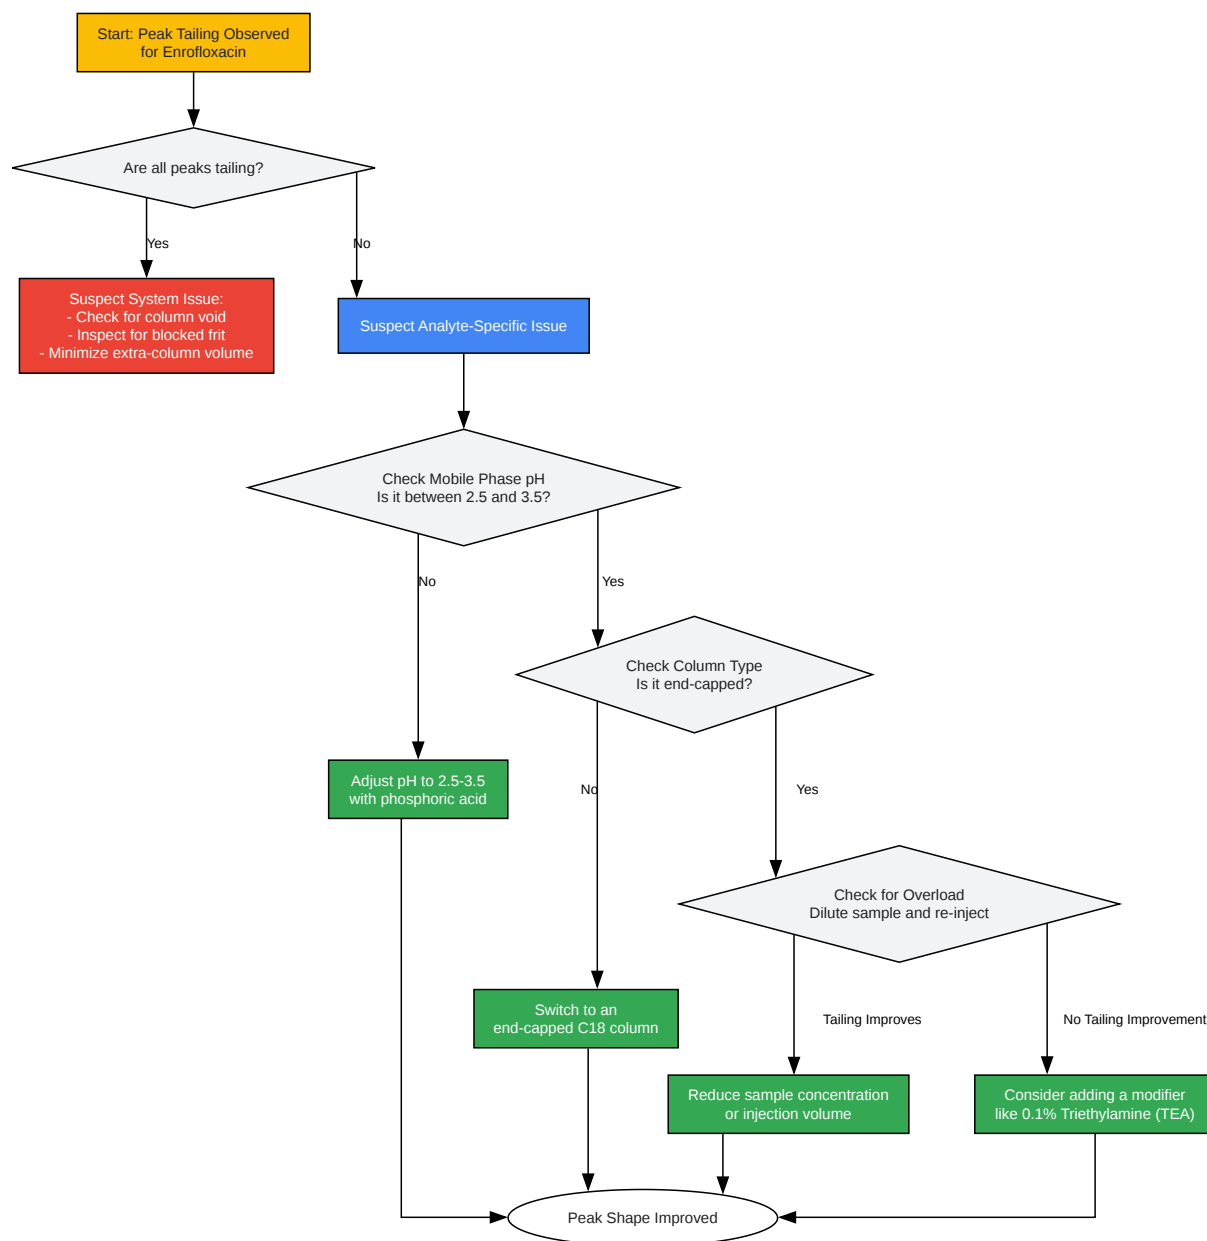 Start: Peak Tailing Observed
for Enrofloxacin
Are all peaks tailing?
Yes
No
Suspect System Issue:
- Check for column void
- Inspect for blocked frit
- Minimize extra-column volume
Suspect Analyte-Specific Issue
Check Mobile Phase pH
Is it between 2.5 and 3.5?
No
Yes
Check Column Type
Is it end-capped?
Adjust pH to 2.5-3.5
with phosphoric acid
No
Yes
Check for Overload
Dilute sample and re-inject
Switch to an
end-capped C18 column
Tailing Improves
No Tailing Improvement
Reduce sample concentration
or injection volume
Consider adding a modifier
like 0.1% Triethylamine (TEA)
Peak Shape Improved